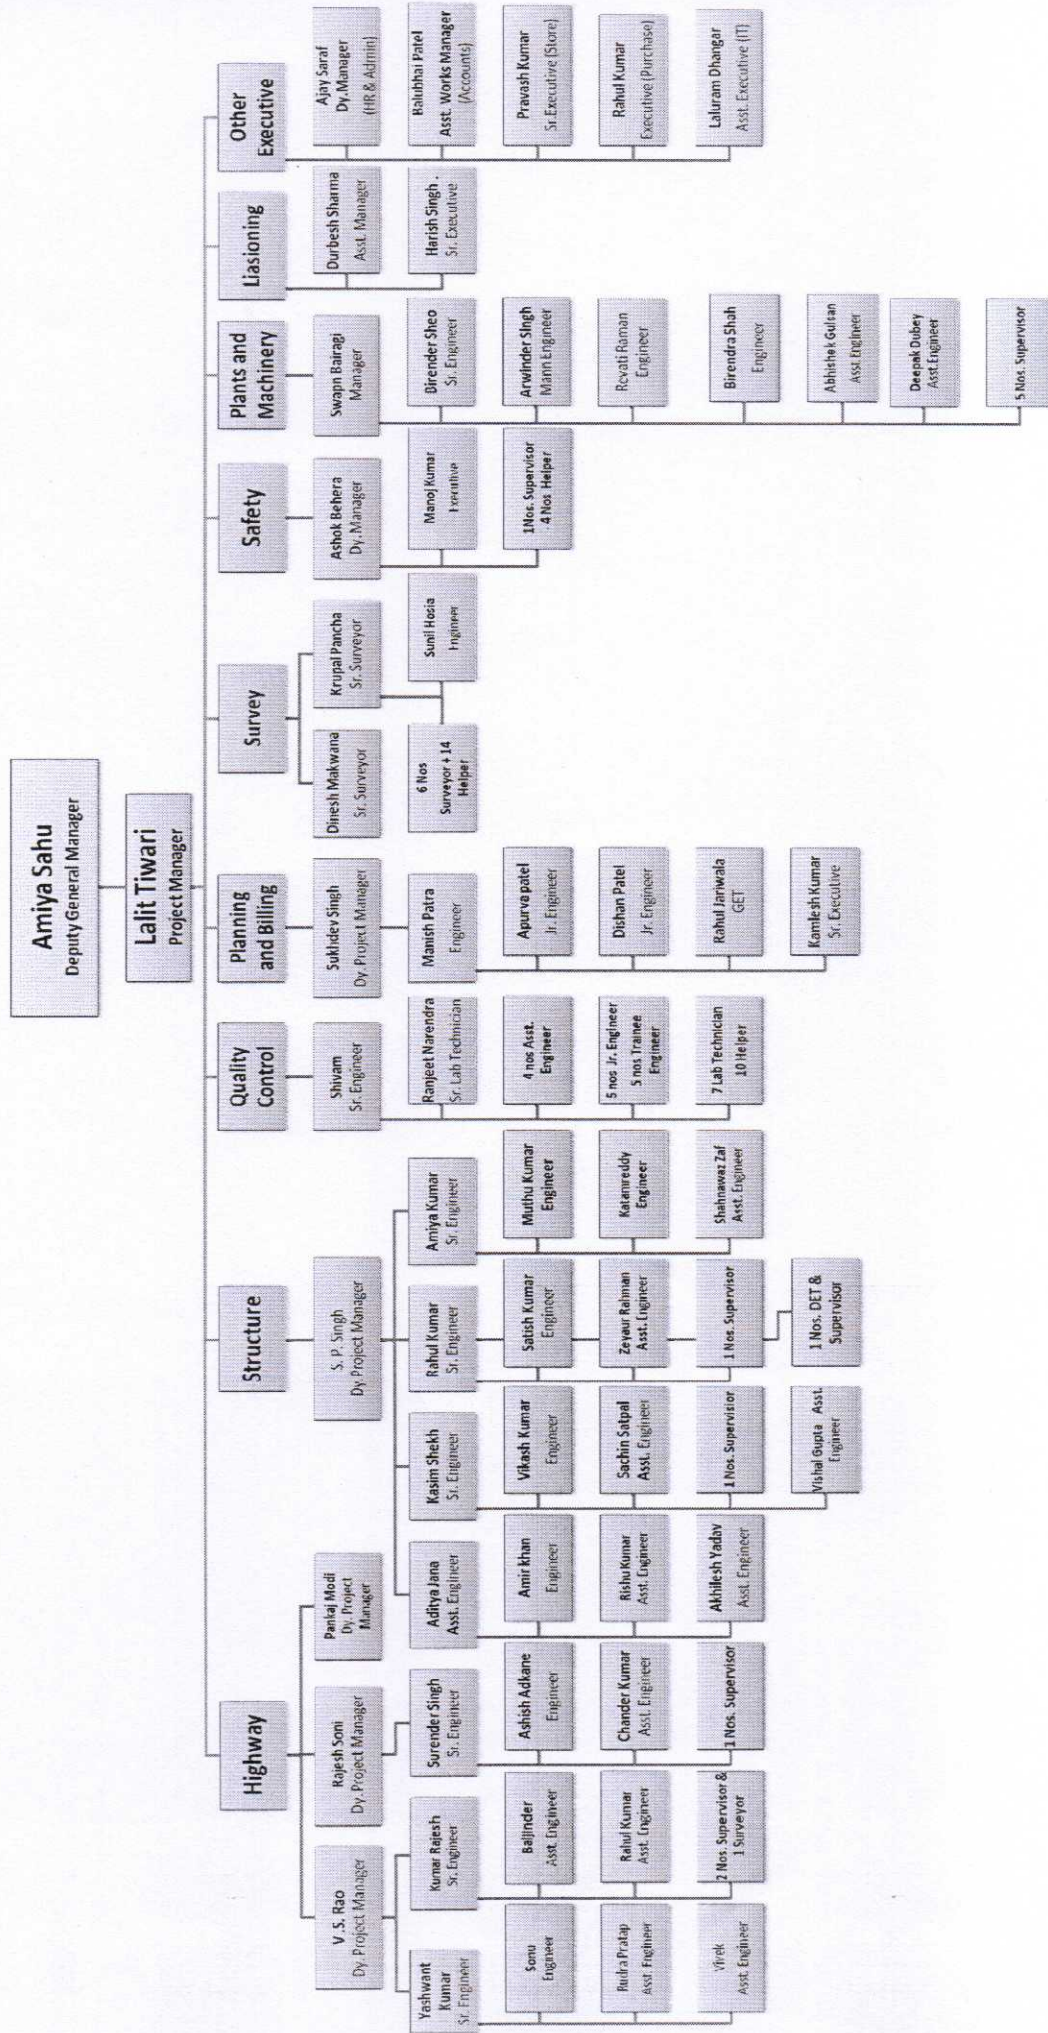 Amiya Sahu
Deputy General Manager
Lalit Tiwari
Project Manager
Highway
V.S. Rao
Dy. Project Manager
Yashwant
Kumar
Sr. Engineer
Sonu
Engineer
Rudra Pratap
Asst Engineer
Vivek
Asst. Engineer
Kumar Rajesh
Sr. Engineer
Baljinder
Asst. Engineer
Rahul Kumar
Asst. Engineer
2 Nos. Supervisor &
1 Surveyor
Rajesh Soni
Dy. Project Manager
Surender Singh
Sr. Engineer
Ashish Adkane
Engineer
Chander Kumar
Asst. Engineer
1 Nos. Supervisor
Pankaj Modi
Dy. Project
Manager
Structure
S. P. Singh
Dy. Project Manager
Aditya Jana
Asst. Engineer
Amir khan
Engineer
Rishu Kumar
Asst. Engineer
Akhilesh Yadav
Asst. Engineer
Kasim Shekh
Sr. Engineer
Vikash Kumar
Engineer
Sachin Satpal
Asst. Engineer
1 Nos. Supervisior
Vishal Gupta Asst.
Engineer
Rahul Kumar
Sr. Engineer
Satish Kumar
Engineer
Zeyaur Rahman
Asst. Engineer
1 Nos. Supervisor
1 Nos. DET &
Supervisor
Amiya Kumar
Sr. Engineer
Muthu Kumar
Engineer
Katamreddy
Engineer
Shahnawaz Zaf
Asst. Engineer
Quality
Control
Shivam
Sr. Engineer
Ranjeet Narendra
Sr. Lab Technician
4 nos Asst.
Engineer
5 nos Jr. Engineer
5 nos Trainee
Engineer
7 Lab Technician
10 Helper
Planning
and Billing
Sukhdev Singh
Dy. Project Manager
Manish Patra
Engineer
Apurva patel
Jr. Engineer
Dishan Patel
Jr. Engineer
Rahul Jariwala
GET
Kamlesh Kumar
Sr. Executive
Survey
Dinesh Makwana
Sr. Surveyor
Krupal Pancha
Sr. Surveyor
6 Nos
Surveyor + 14
Helper
Sunil Hosia
Engineer
Safety
Ashok Behera
Dy. Manager
Manoj Kumar
Executive
1Nos. Supervisor
4 Nos Helper
Plants and
Machinery
Swapn Bairagi
Manager
Birender Sheo
Sr. Engineer
Arwinder Singh
Mann Engineer
Revati Raman
Engineer
Birendra Shah
Engineer
Abhishek Gulsan
Asst Engineer
Deepak Dubey
Asst.Engineer
5 Nos. Supervisor
Liasioning
Durbesh Sharma
Asst. Manager
Harish Singh .
Sr. Executive
Other
Executive
Ajay Saraf
Dy. Manager
(HR & Admin)
Balubhai Patel
Asst. Works Manager
(Accounts)
Pravash Kumar
Sr.Executive (Store)
Rahul Kumar
Executive (Purchase)
Laluram Dhangar
Asst. Executive (IT)